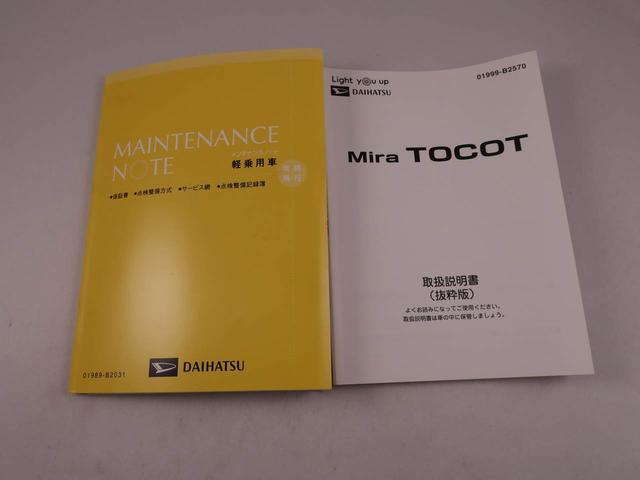 MAINTENANCE
NOTE
メンテナンスノート
軽乗用車
●保証書 ●点検整備方式 ●サービス網 ●点検整備記録簿
DAIHATSU
01989-B2031
Light you up
DAIHATSU
01999-B2570
Mira TOCOT
取扱説明書
（抜粋版）
よくお読みになってご使用ください。
取扱説明書は車の中に保管しましょう。